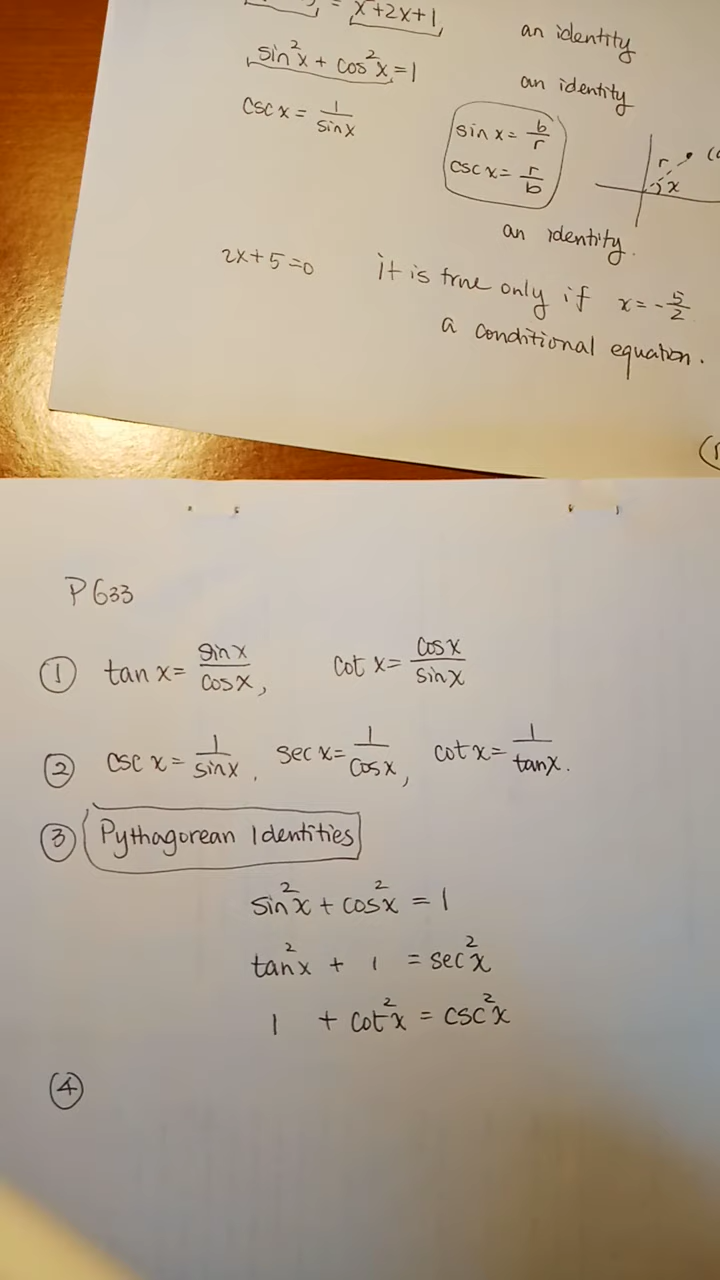 = x²+2x+1 an identity
sin²x + cos²x = 1 an identity
csc x = 1/sin x
sin x = b/r
csc x = r/b
r
x
an identity.
2x+5=0 it is true only if x = -5/2
a conditional equation.
P633
① tan x = sin x/cos x, cot x = cos x/sin x
② csc x = 1/sin x, sec x = 1/cos x, cot x = 1/tan x.
③ Pythagorean Identities
sin²x + cos²x = 1
tan²x + 1 = sec²x
1 + cot²x = csc²x
④